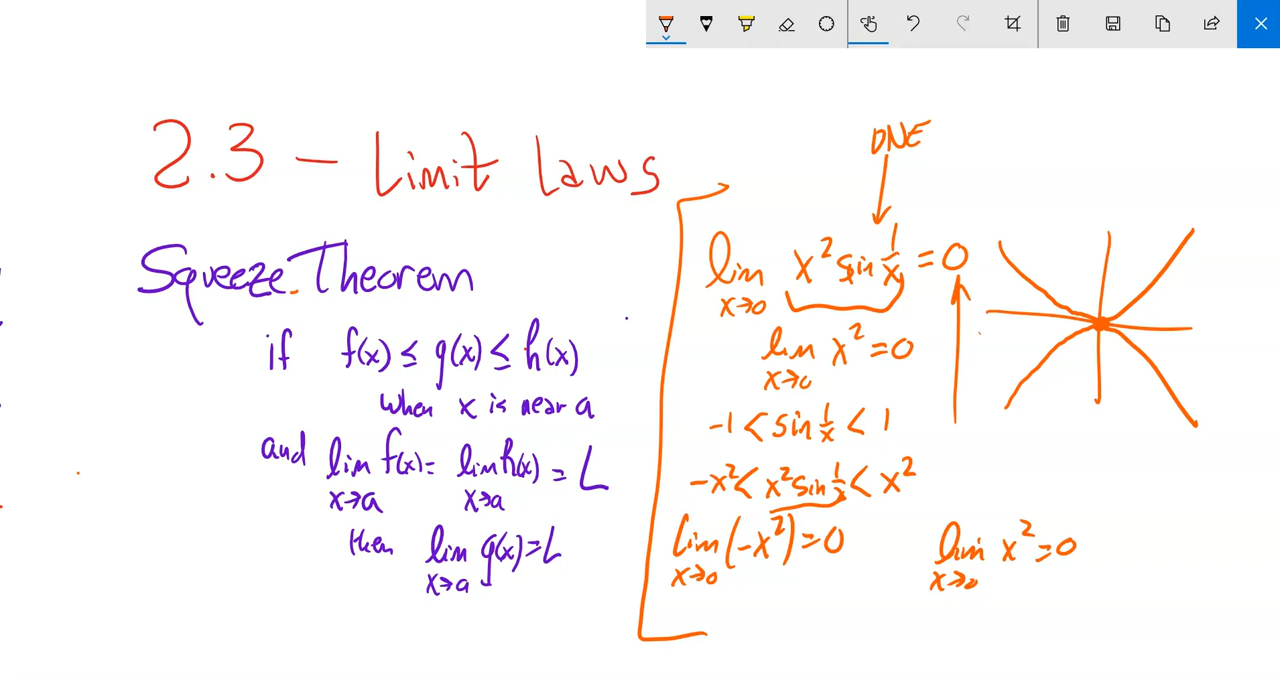 2.3 – Limit Laws
Squeeze Theorem
if f(x) ≤ g(x) ≤ h(x)
when x is near a
and lim x→a f(x) = lim x→a h(x) = L
then lim x→a g(x) = L
DNE
lim x→0 x² sin 1/x = 0
lim x→0 x² = 0
-1 < sin 1/x < 1
-x² < x² sin 1/x < x²
lim x→0 (-x²) = 0 lim x→0 x² = 0